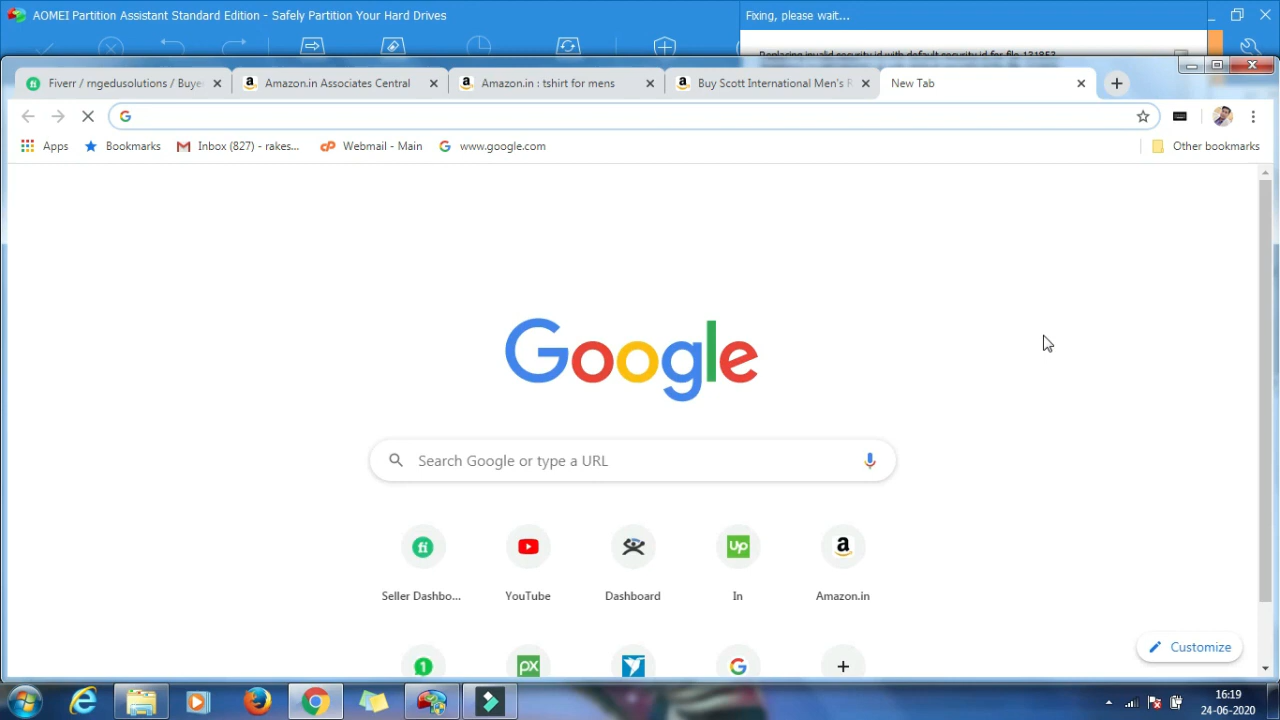 AOMEI Partition Assistant Standard Edition - Safely Partition Your Hard Drives
Fixing, please wait...
Fiverr / rngedusolutions / Buye
Amazon.in Associates Central
Amazon.in : tshirt for mens
Buy Scott International Men's R
New Tab
Apps
Bookmarks
Inbox (827) - rakes...
Webmail - Main
www.google.com
Other bookmarks
Google
Search Google or type a URL
Seller Dashbo...
YouTube
Dashboard
In
Amazon.in
Customize
16:19
24-06-2020